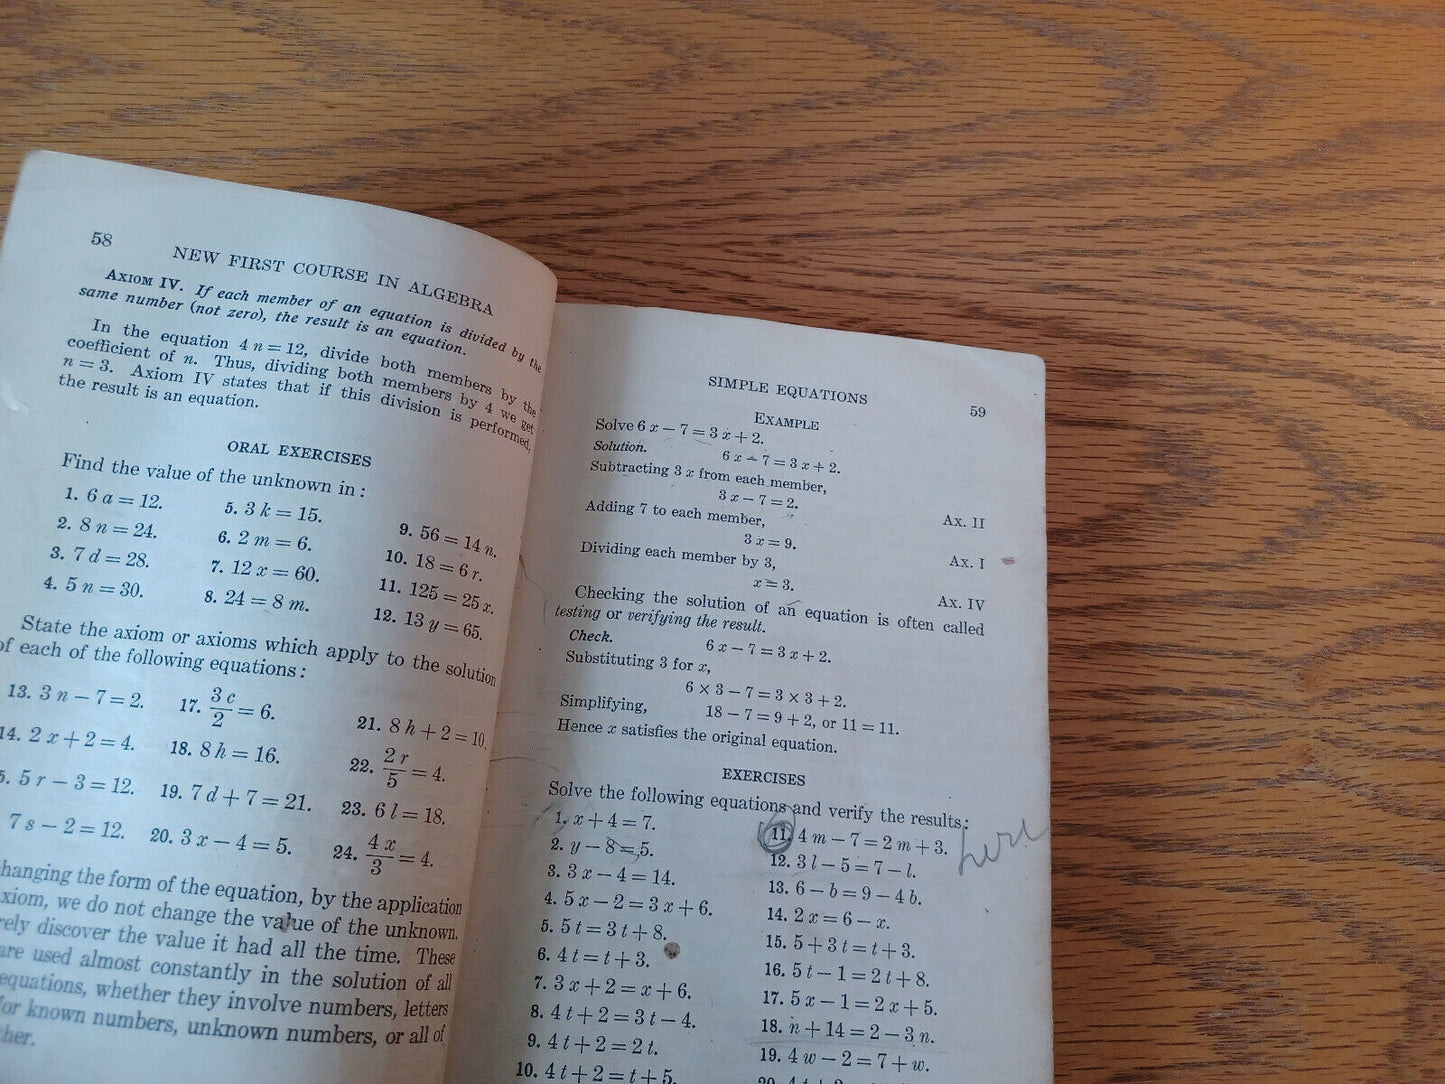 58
NEW FIRST COURSE IN ALGEBRA
AXIOM IV. If each member of an equation is divided by the
same number (not zero), the result is an equation.
In the equation 4 n = 12, divide both members by the
coefficient of n. Thus, dividing both members by 4 we get
n = 3. Axiom IV states that if this division is performed,
the result is an equation.
ORAL EXERCISES
Find the value of the unknown in :
1. 6 a = 12. 5. 3 k = 15. 9. 56 = 14 n.
2. 8 n = 24. 6. 2 m = 6. 10. 18 = 6 r.
3. 7 d = 28. 7. 12 x = 60. 11. 125 = 25 x.
4. 5 n = 30. 8. 24 = 8 m. 12. 13 y = 65.
State the axiom or axioms which apply to the solution
of each of the following equations :
13. 3 n − 7 = 2. 17. 3 c/2 = 6. 21. 8 h + 2 = 10.
14. 2 x + 2 = 4. 18. 8 h = 16. 22. 2 r/5 = 4.
5. 5 r − 3 = 12. 19. 7 d + 7 = 21. 23. 6 l = 18.
7 s − 2 = 12. 20. 3 x − 4 = 5. 24. 4 x/3 = 4.
hanging the form of the equation, by the application
xiom, we do not change the value of the unknown.
rely discover the value it had all the time. These
are used almost constantly in the solution of all
equations, whether they involve numbers, letters
for known numbers, unknown numbers, or all of
ther.
SIMPLE EQUATIONS
59
EXAMPLE
Solve 6 x − 7 = 3 x + 2.
Solution. 6 x − 7 = 3 x + 2.
Subtracting 3 x from each member,
3 x − 7 = 2. Ax. II
Adding 7 to each member,
3 x = 9. Ax. I
Dividing each member by 3,
x = 3. Ax. IV
Checking the solution of an equation is often called
testing or verifying the result.
Check. 6 x − 7 = 3 x + 2.
Substituting 3 for x,
6 × 3 − 7 = 3 × 3 + 2.
Simplifying, 18 − 7 = 9 + 2, or 11 = 11.
Hence x satisfies the original equation.
EXERCISES
Solve the following equations and verify the results :
1. x + 4 = 7. 11. 4 m − 7 = 2 m + 3. here
2. y − 8 = 5. 12. 3 l − 5 = 7 − l.
3. 3 x − 4 = 14. 13. 6 − b = 9 − 4 b.
4. 5 x − 2 = 3 x + 6. 14. 2 x = 6 − x.
5. 5 t = 3 t + 8. 15. 5 + 3 t = t + 3.
6. 4 t = t + 3. 16. 5 t − 1 = 2 t + 8.
7. 3 x + 2 = x + 6. 17. 5 x − 1 = 2 x + 5.
8. 4 t + 2 = 3 t − 4. 18. n + 14 = 2 − 3 n.
9. 4 t + 2 = 2 t. 19. 4 w − 2 = 7 + w.
10. 4 t + 2 = t + 5.